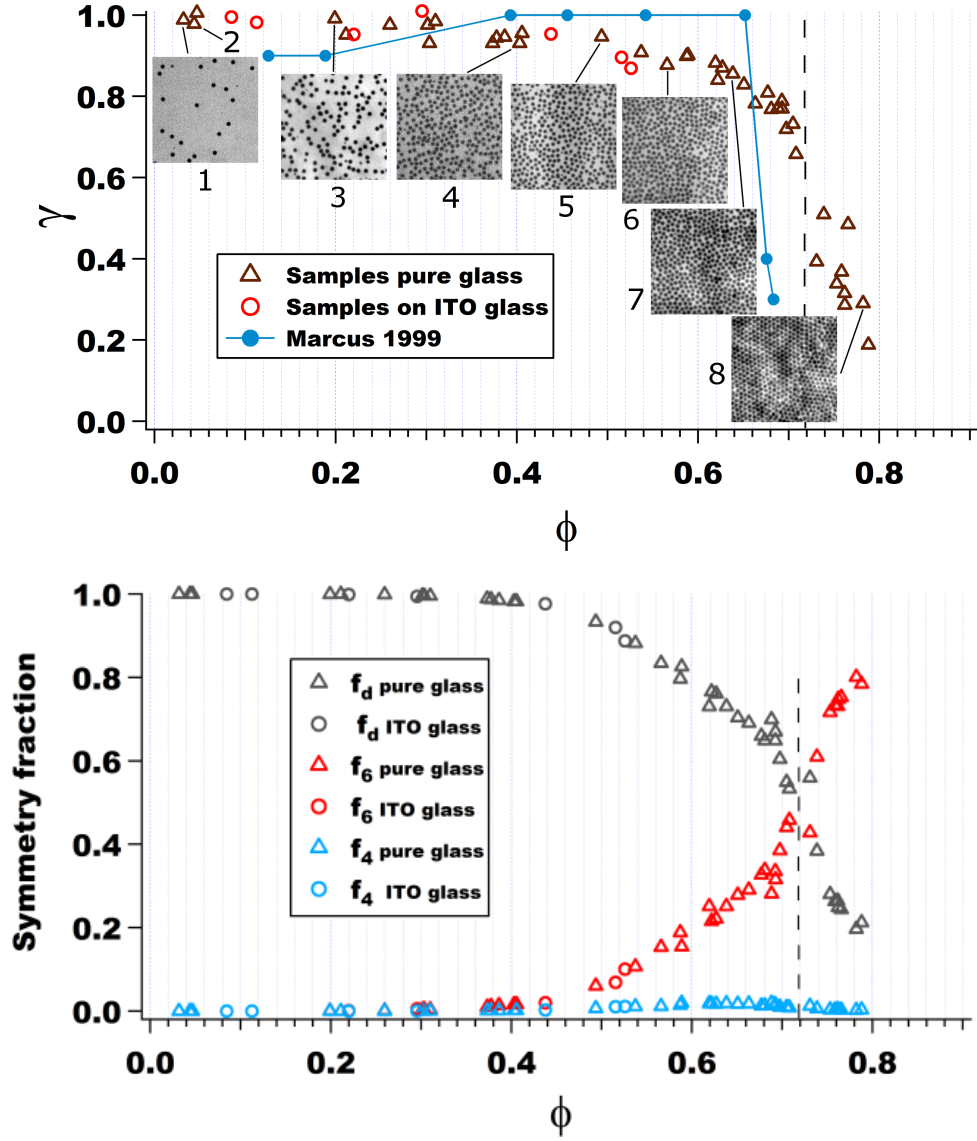 1.0
0.8
0.6
0.4
0.2
0.0
γ
1
2
3
4
5
6
7
8
Samples pure glass
Samples on ITO glass
Marcus 1999
0.0 0.2 0.4 0.6 0.8
ϕ
1.0
0.8
0.6
0.4
0.2
0.0
Symmetry fraction
f_d pure glass
f_d ITO glass
f_6 pure glass
f_6 ITO glass
f_4 pure glass
f_4 ITO glass
0.0 0.2 0.4 0.6 0.8
ϕ